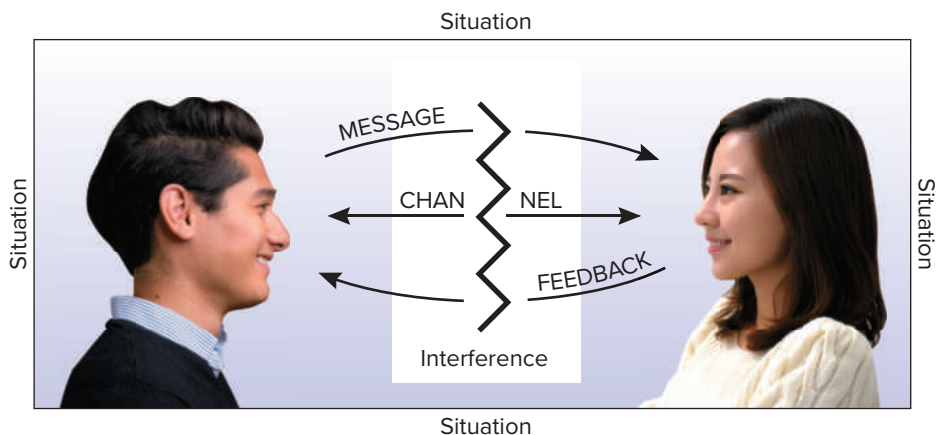 Situation
MESSAGE
Situation
CHAN NEL
Situation
FEEDBACK
Interference
Situation